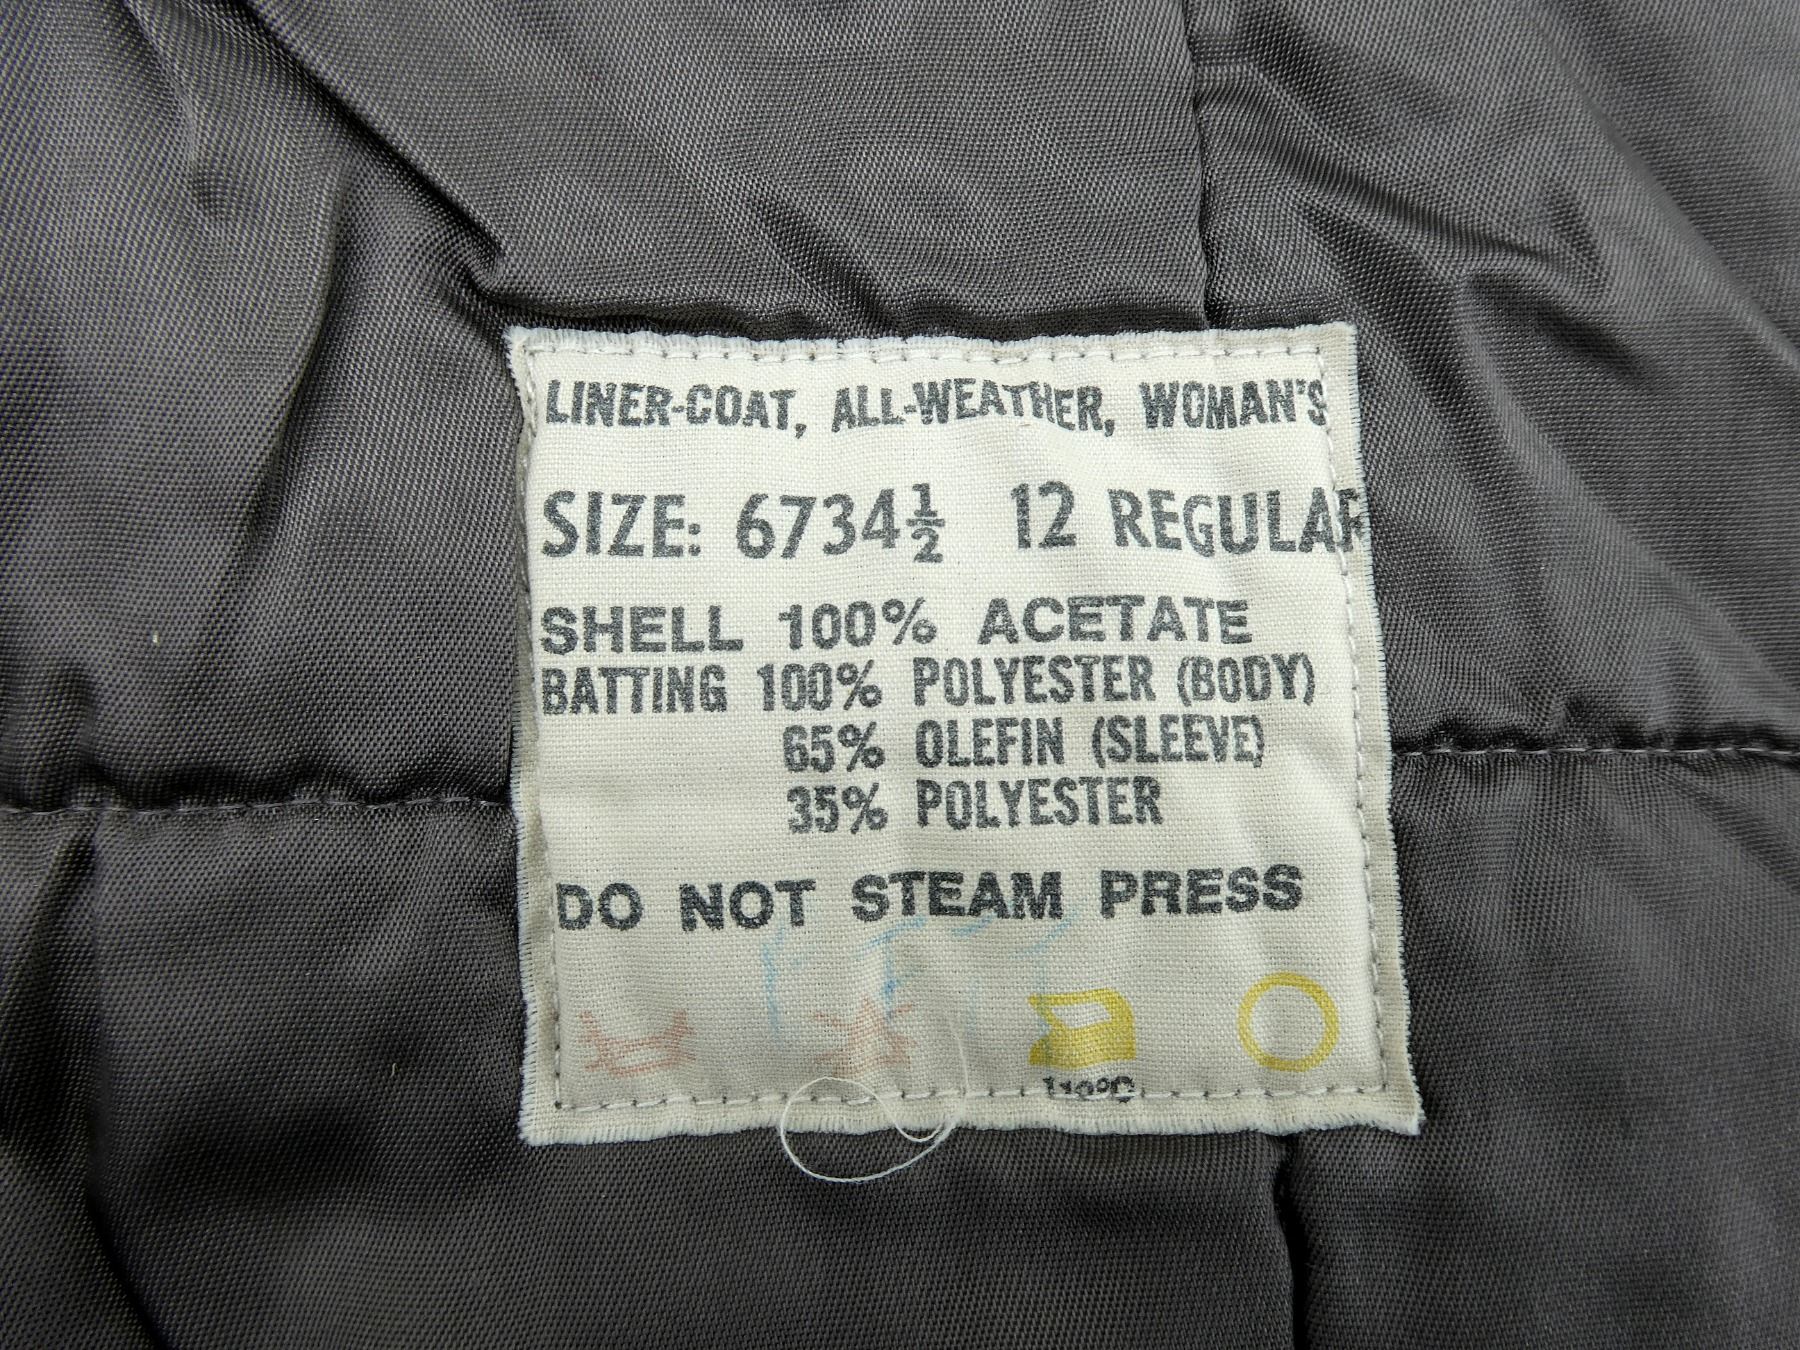 LINER-COAT, ALL-WEATHER, WOMAN'S
SIZE: 6734½ 12 REGULAR
SHELL 100% ACETATE
BATTING 100% POLYESTER (BODY)
65% OLEFIN (SLEEVE)
35% POLYESTER
DO NOT STEAM PRESS
110°C